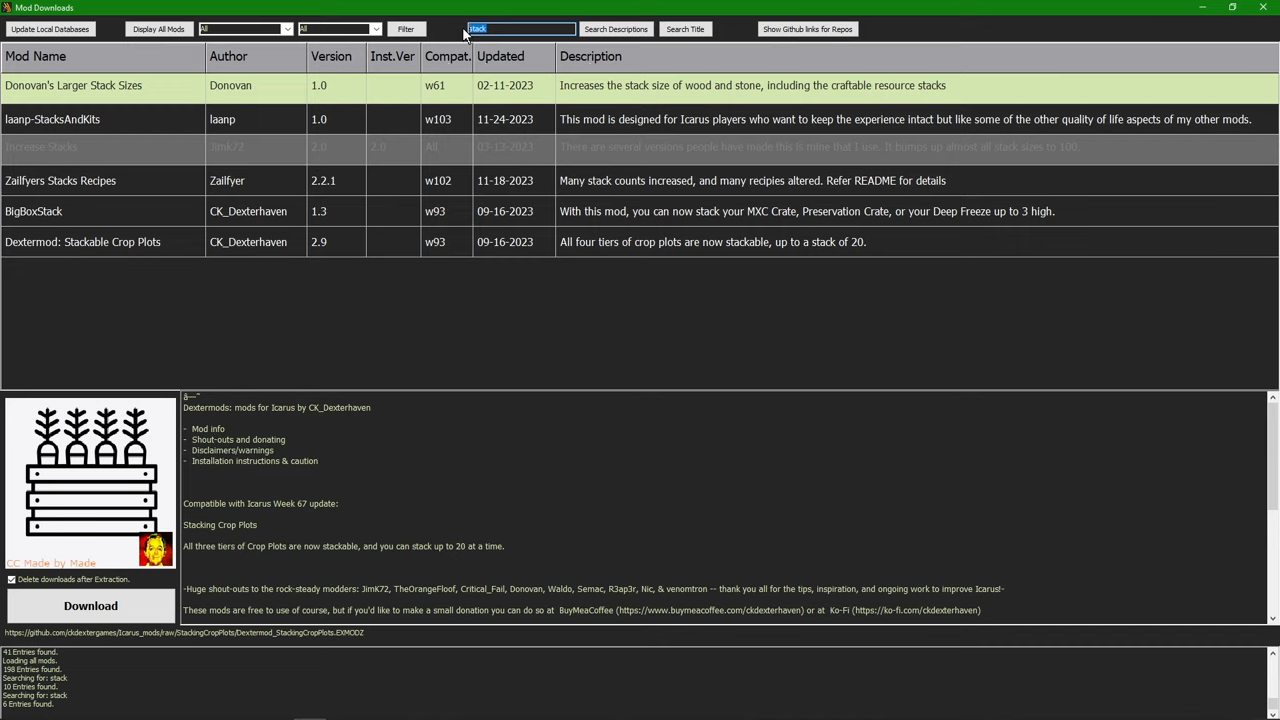 Mod Downloads
Update Local Databases Display All Mods All All Filter stack Search Descriptions Search Title Show Github links for Repos
Mod Name Author Version Inst.Ver Compat. Updated Description
Donovan's Larger Stack Sizes Donovan 1.0 w61 02-11-2023 Increases the stack size of wood and stone, including the craftable resource stacks
laanp-StacksAndKits laanp 1.0 w103 11-24-2023 This mod is designed for Icarus players who want to keep the experience intact but like some of the other quality of life aspects of my other mods.
Increase Stacks Jimk72 2.0 2.0 All 03-13-2023 There are several versions people have made this is mine that I use. It bumps up almost all stack sizes to 100.
Zailfyers Stacks Recipes Zailfyer 2.2.1 w102 11-18-2023 Many stack counts increased, and many recipies altered. Refer README for details
BigBoxStack CK_Dexterhaven 1.3 w93 09-16-2023 With this mod, you can now stack your MXC Crate, Preservation Crate, or your Deep Freeze up to 3 high.
Dextermod: Stackable Crop Plots CK_Dexterhaven 2.9 w93 09-16-2023 All four tiers of crop plots are now stackable, up to a stack of 20.
Dextermods: mods for Icarus by CK_Dexterhaven
- Mod info
- Shout-outs and donating
- Disclaimers/warnings
- Installation instructions & caution
Compatible with Icarus Week 67 update:
Stacking Crop Plots
All three tiers of Crop Plots are now stackable, and you can stack up to 20 at a time.
-Huge shout-outs to the rock-steady modders: JimK72, TheOrangeFloof, Critical_Fail, Donovan, Waldo, Semac, R3ap3r, Nic, & venomtron -- thank you all for the tips, inspiration, and ongoing work to improve Icarus!-
These mods are free to use of course, but if you'd like to make a small donation you can do so at BuyMeaCoffee (https://www.buymeacoffee.com/ckdexterhaven) or at Ko-Fi (https://ko-fi.com/ckdexterhaven)
CC Made by Made
Delete downloads after Extraction.
Download
https://github.com/ckdextergames/Icarus_mods/raw/StackingCropPlots/Dextermod_StackingCropPlots.EXMODZ
41 Entries found.
Loading all mods.
198 Entries found.
Searching for: stack
10 Entries found.
Searching for: stack
6 Entries found.